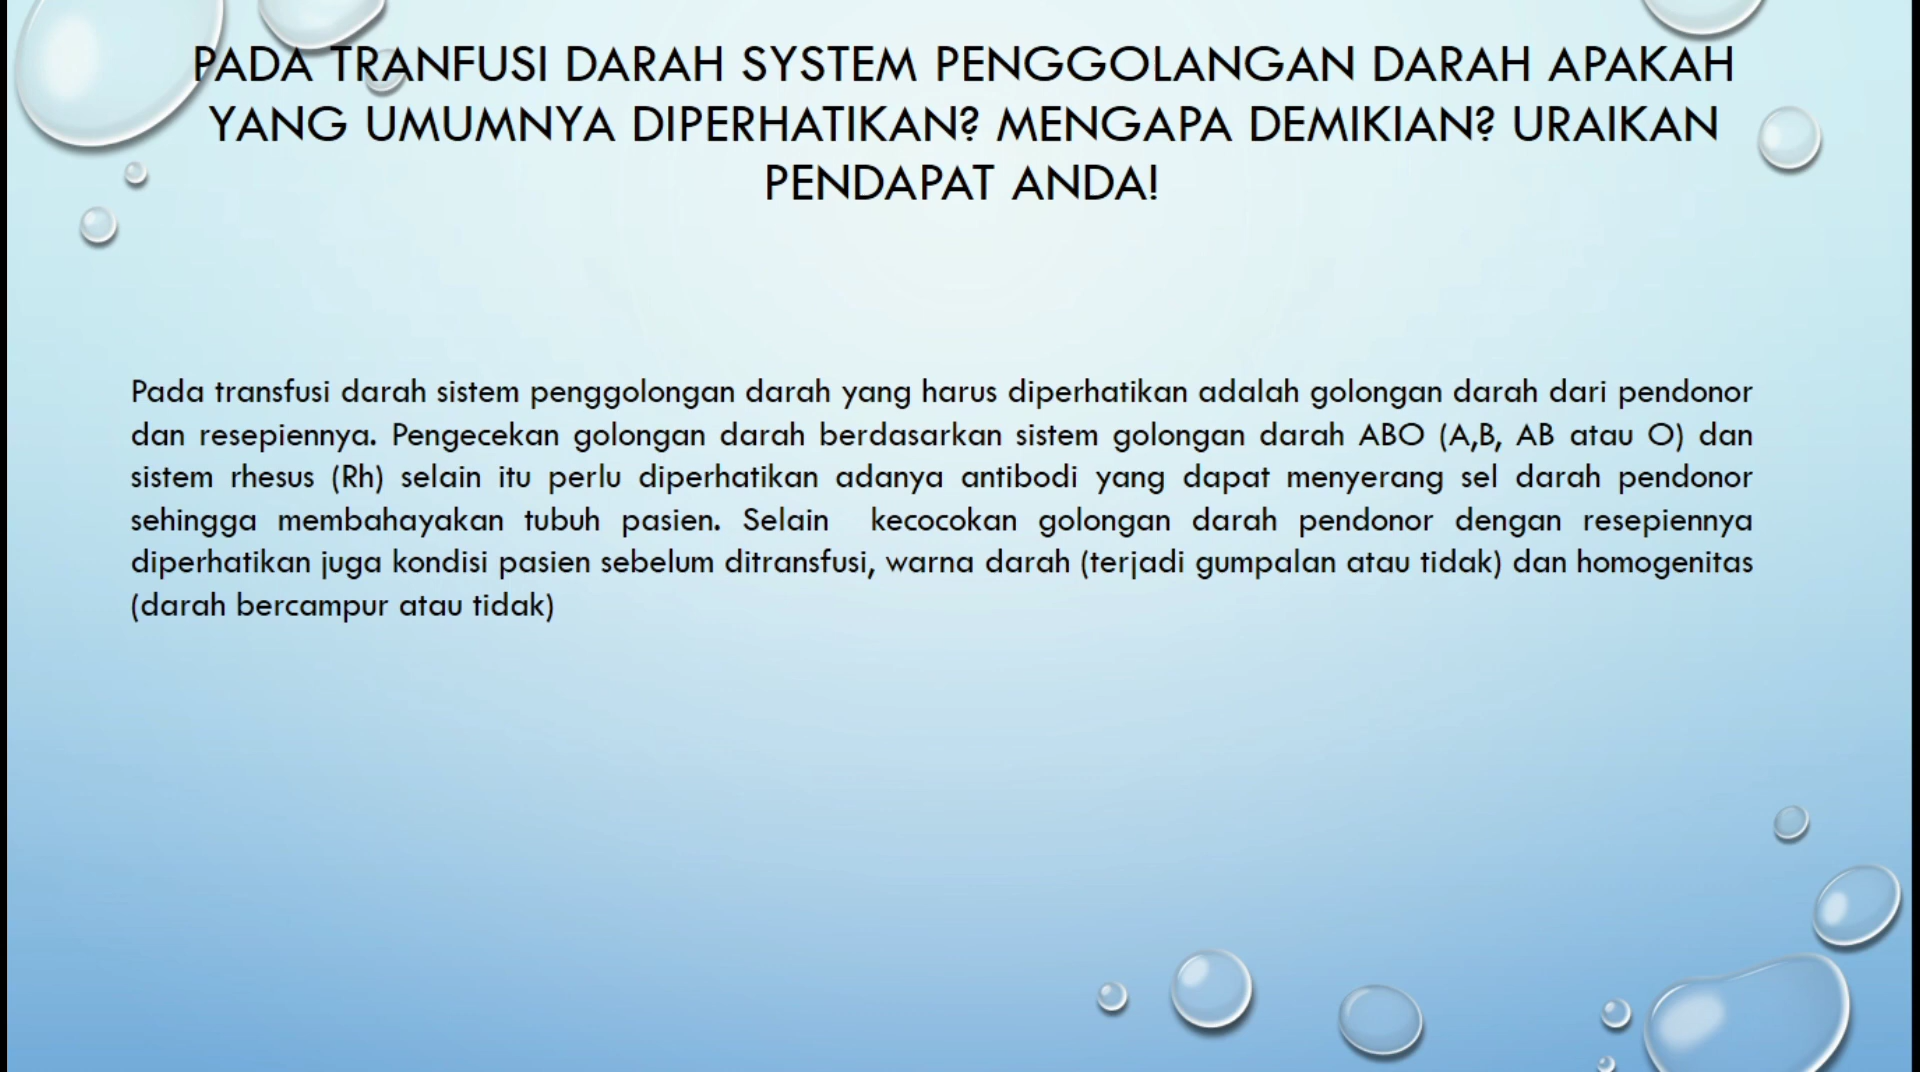 PADA TRANFUSI DARAH SYSTEM PENGGOLANGAN DARAH APAKAH
YANG UMUMNYA DIPERHATIKAN? MENGAPA DEMIKIAN? URAIKAN
PENDAPAT ANDA!
Pada transfusi darah sistem penggolongan darah yang harus diperhatikan adalah golongan darah dari pendonor
dan resepiennya. Pengecekan golongan darah berdasarkan sistem golongan darah ABO (A,B, AB atau O) dan
sistem rhesus (Rh) selain itu perlu diperhatikan adanya antibodi yang dapat menyerang sel darah pendonor
sehingga membahayakan tubuh pasien. Selain kecocokan golongan darah pendonor dengan resepiennya
diperhatikan juga kondisi pasien sebelum ditransfusi, warna darah (terjadi gumpalan atau tidak) dan homogenitas
(darah bercampur atau tidak)